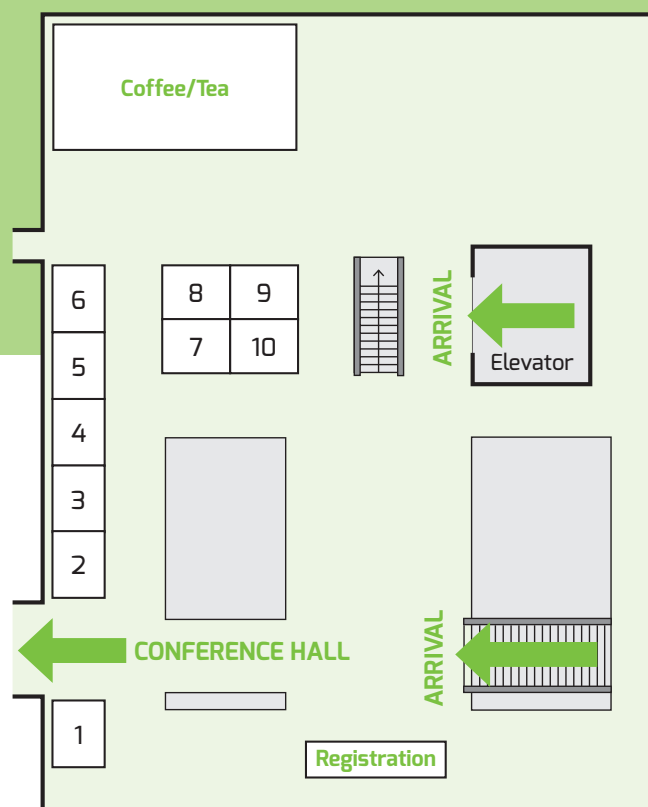 Coffee/Tea
6
8
9
ARRIVAL
5
7
10
Elevator
4
3
2
CONFERENCE HALL
ARRIVAL
1
Registration